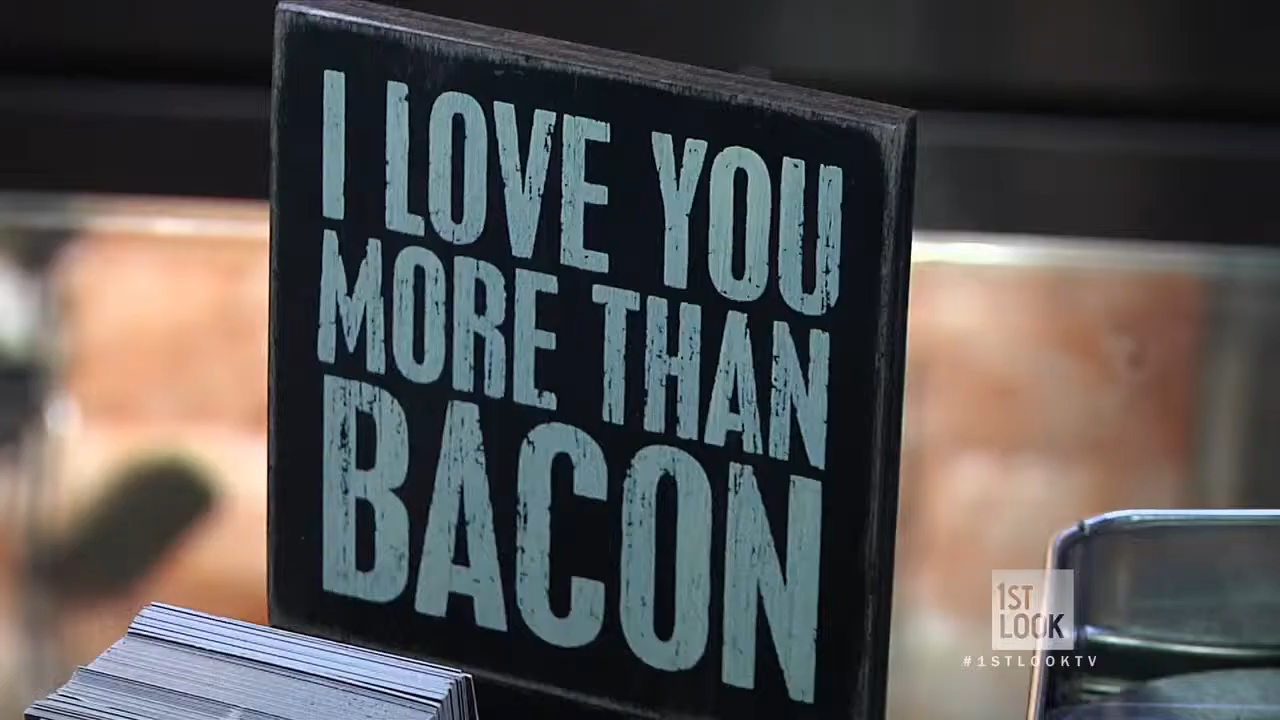 I LOVE YOU
MORE THAN
BACON
1ST
LOOK
#1STLOOKTV